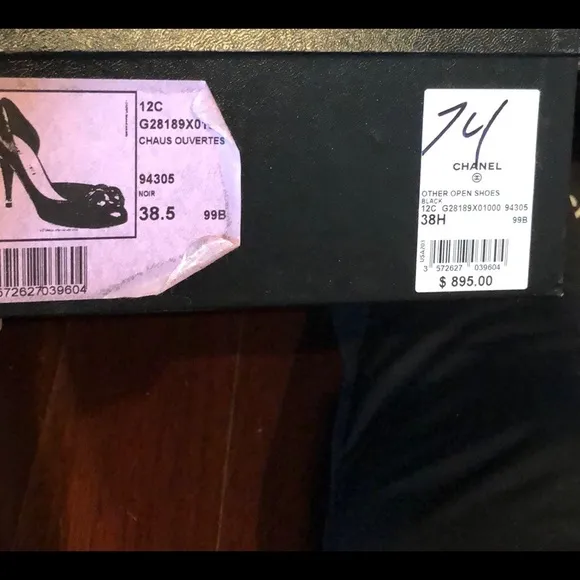 12C
G28189X01
CHAUS OUVERTES
94305
NOIR
38.5 99B
572627039604
74
CHANEL
OTHER OPEN SHOES
BLACK
12C G28189X01000 94305
38H 99B
USA201
3 572627 039604
$ 895.00